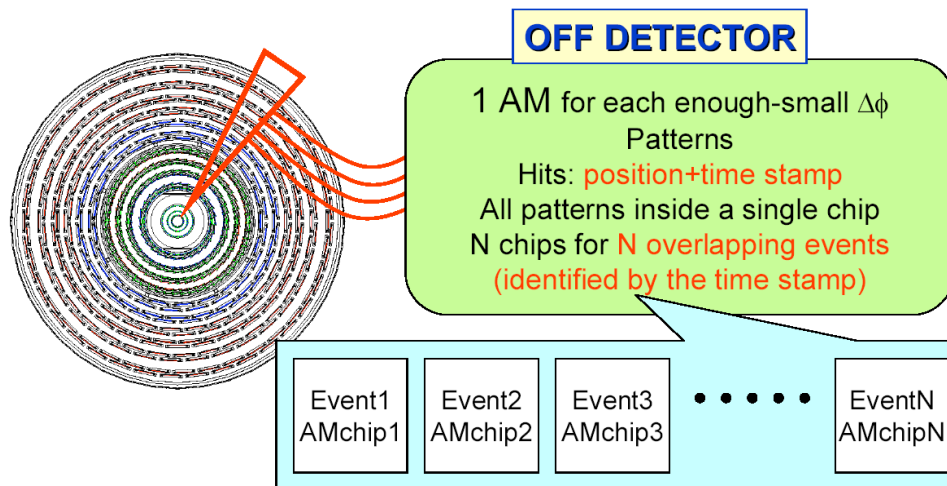 OFF DETECTOR
1 AM for each enough-small Δϕ
Patterns
Hits: position+time stamp
All patterns inside a single chip
N chips for N overlapping events
(identified by the time stamp)
Event1
AMchip1
Event2
AMchip2
Event3
AMchip3
EventN
AMchipN